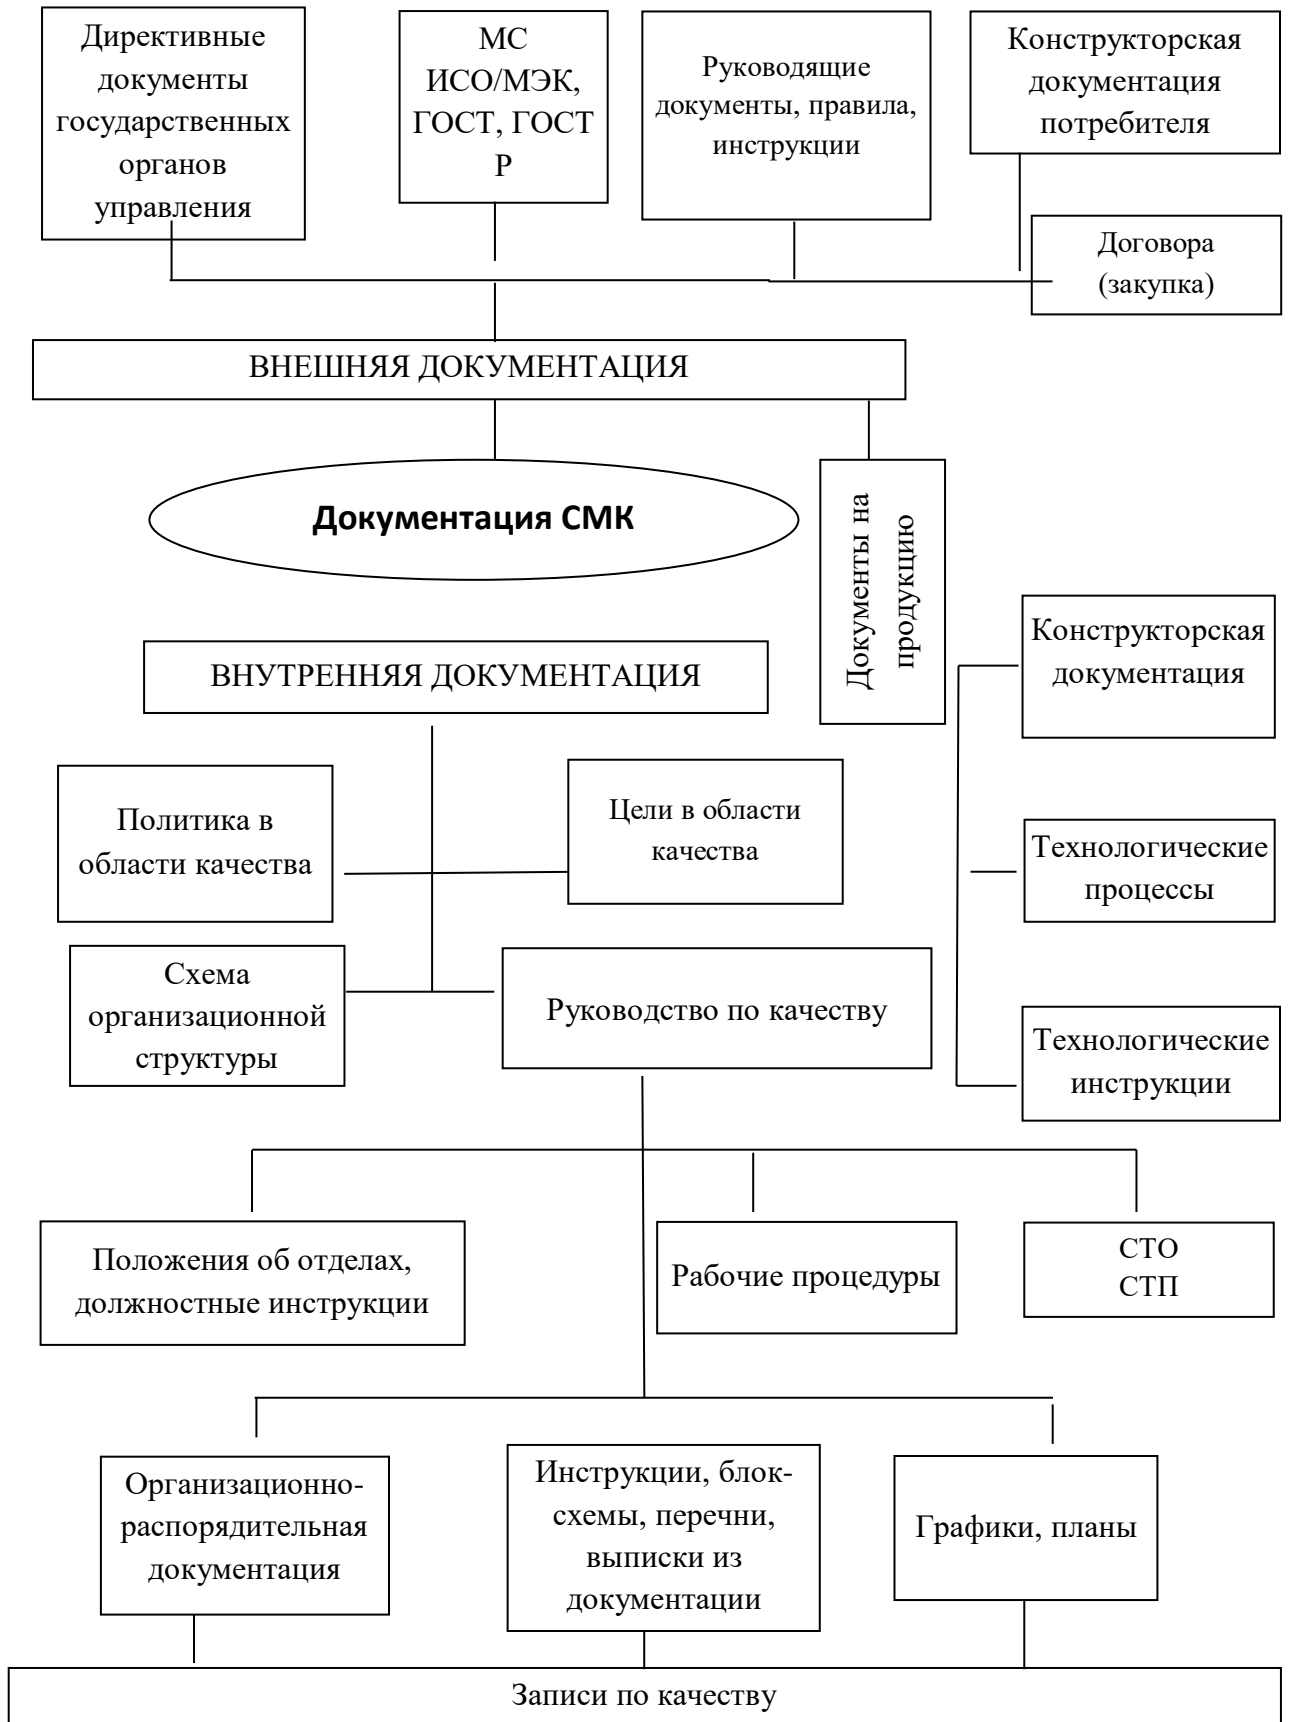 Директивные
документы
государственных
органов
управления
МС
ИСО/МЭК,
ГОСТ, ГОСТ
Р
Руководящие
документы, правила,
инструкции
Конструкторская
документация
потребителя
Договора
(закупка)
ВНЕШНЯЯ ДОКУМЕНТАЦИЯ
Документация СМК
Документы на
продукцию
ВНУТРЕННЯЯ ДОКУМЕНТАЦИЯ
Конструкторская
документация
Политика в
области качества
Цели в области
качества
Технологические
процессы
Схема
организационной
структуры
Руководство по качеству
Технологические
инструкции
Положения об отделах,
должностные инструкции
Рабочие процедуры
СТО
СТП
Организационно-
распорядительная
документация
Инструкции, блок-
схемы, перечни,
выписки из
документации
Графики, планы
Записи по качеству